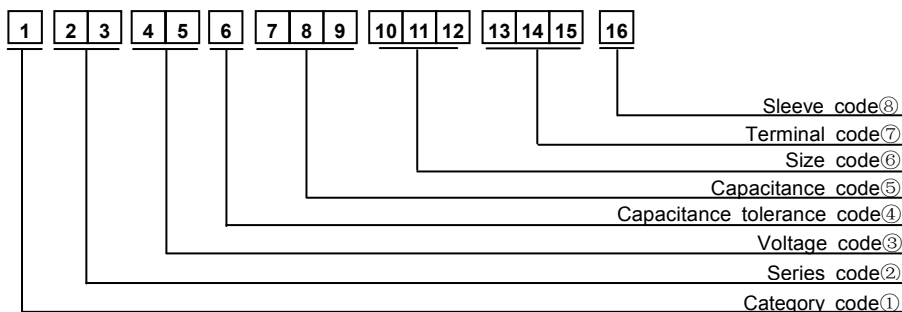 1 2 3 4 5 6 7 8 9 10 11 12 13 14 15 16
Sleeve code⑧
Terminal code⑦
Size code⑥
Capacitance code⑤
Capacitance tolerance code④
Voltage code③
Series code②
Category code①